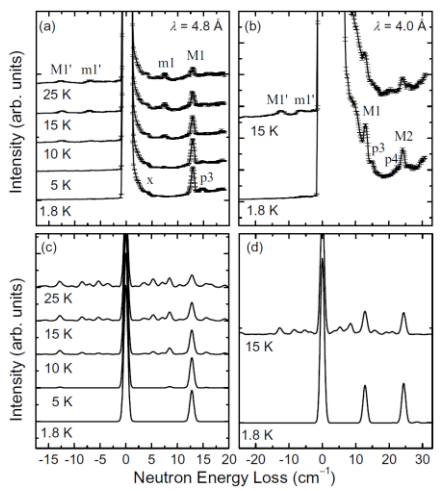 (a) λ = 4.8 Å
M1' m1' m1 M1
25 K
15 K
10 K
5 K x p3
1.8 K
Intensity (arb. units)
(b) λ = 4.0 Å
M1' m1' M1
15 K p3 p4 M2
1.8 K
Intensity (arb. units)
(c)
25 K
15 K
10 K
5 K
1.8 K
-15 -10 -5 0 5 10 15
(d)
15 K
1.8 K
-20 -10 0 10 20 30
Neutron Energy Loss (cm⁻¹)